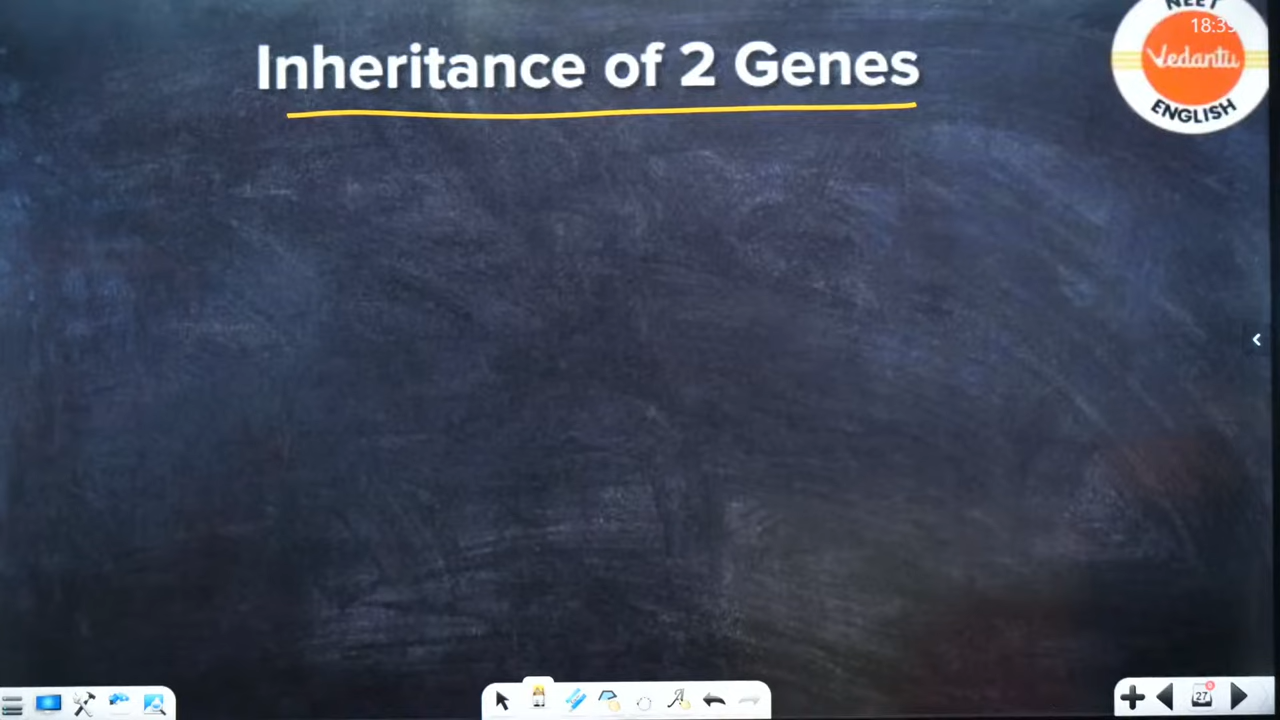 Inheritance of 2 Genes
NEET
18:39
Vedantu
ENGLISH
27